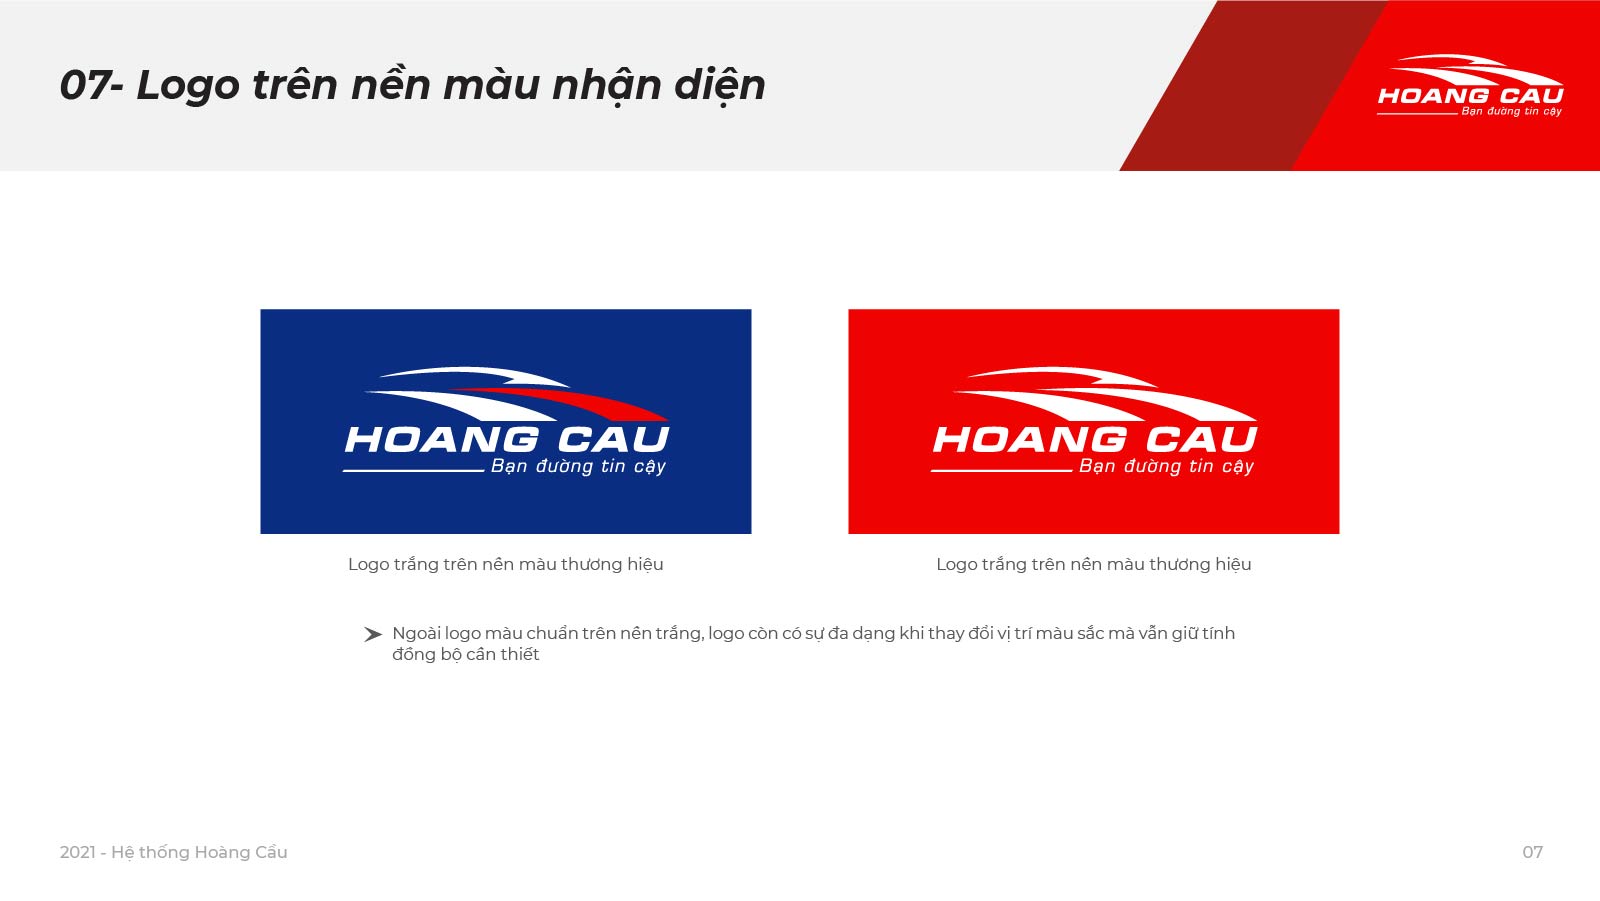 07- Logo trên nền màu nhận diện
HOANG CAU
Bạn đường tin cậy
HOANG CAU
Bạn đường tin cậy
HOANG CAU
Bạn đường tin cậy
Logo trắng trên nền màu thương hiệu
Logo trắng trên nền màu thương hiệu
Ngoài logo màu chuẩn trên nền trắng, logo còn có sự đa dạng khi thay đổi vị trí màu sắc mà vẫn giữ tính
đồng bộ cần thiết
2021 - Hệ thống Hoàng Cầu
07